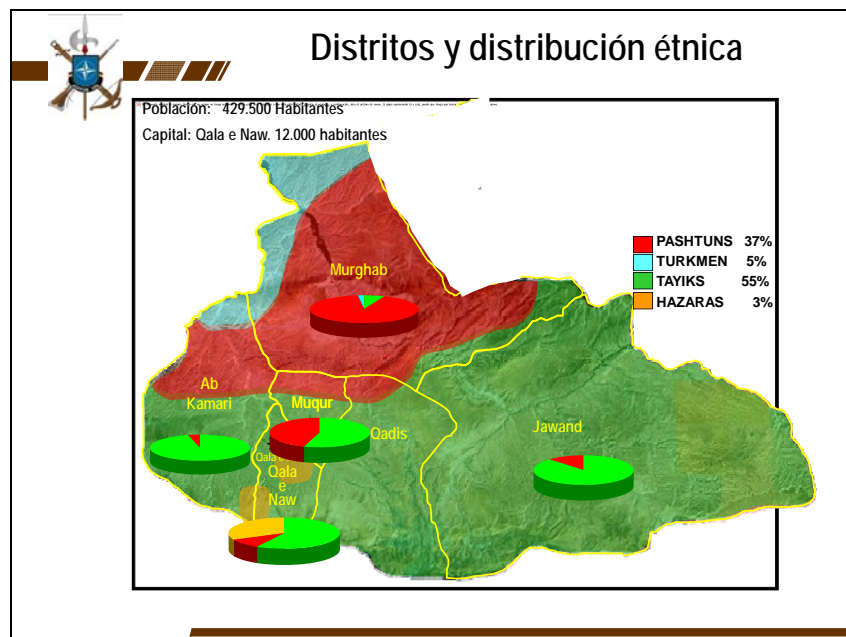 Distritos y distribución étnica
Población: 429.500 Habitantes
Capital: Qala e Naw. 12.000 habitantes
PASHTUNS 37%
TURKMEN 5%
TAYIKS 55%
HAZARAS 3%
Murghab
Ab
Kamari
Muqur
Qadis
Jawand
Qala
Qala
e
Naw